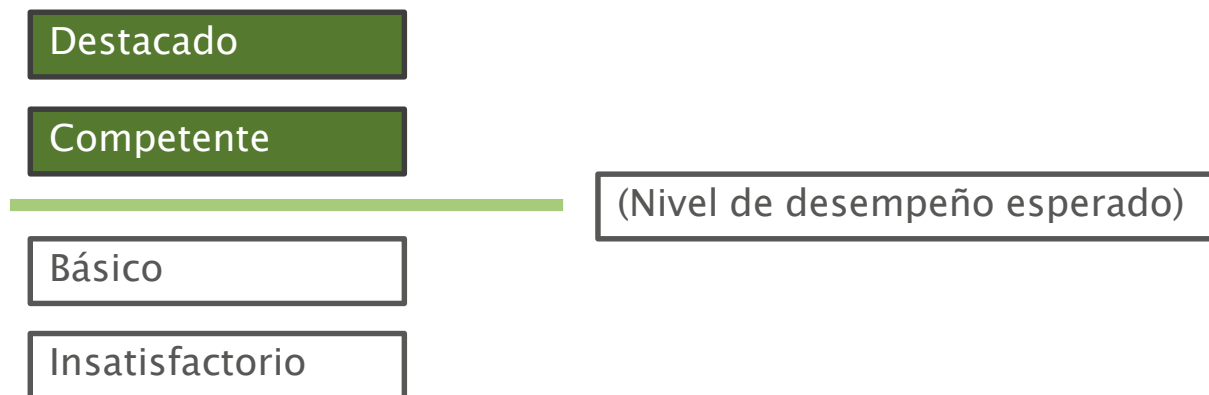 Destacado
Competente
(Nivel de desempeño esperado)
Básico
Insatisfactorio